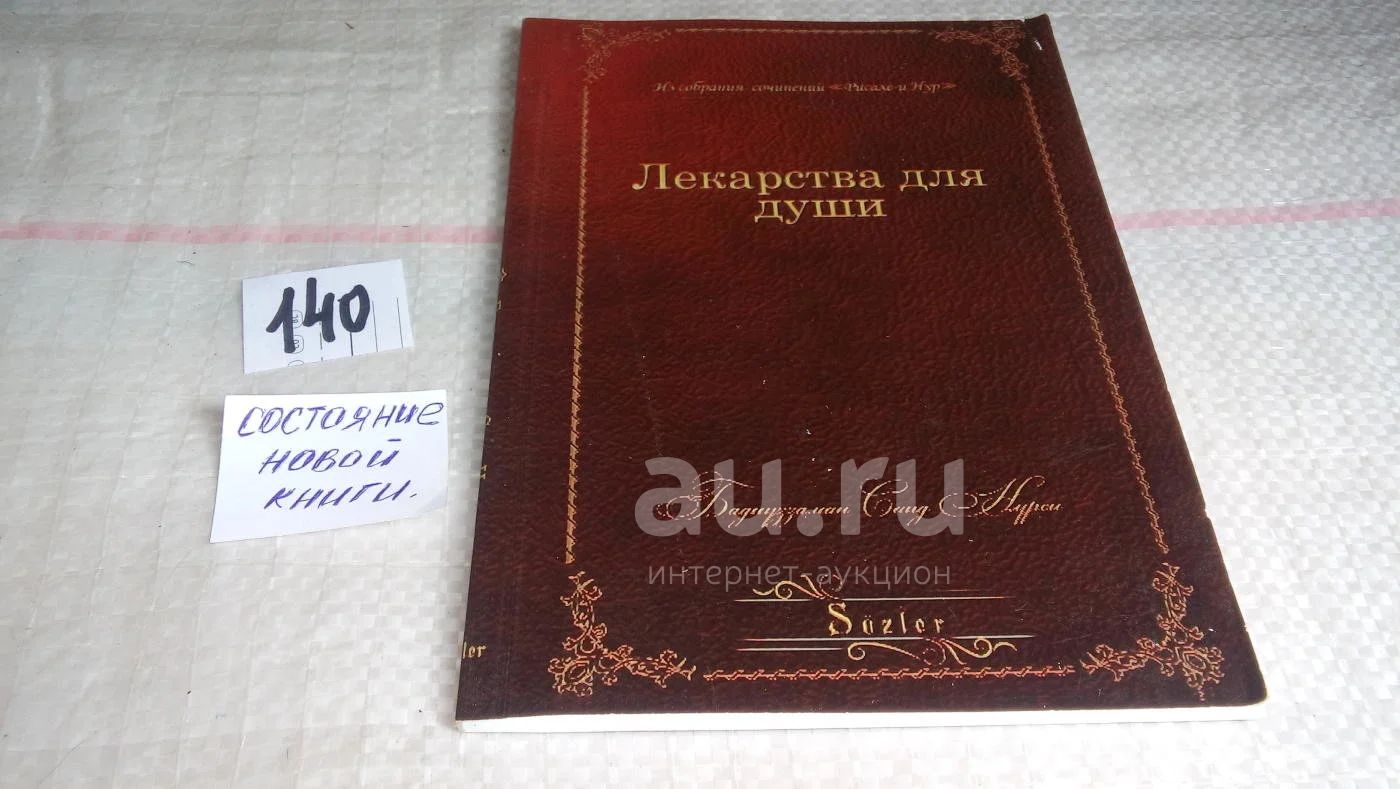 Из собрания сочинений «Рисале-и Нур»
Лекарства для
души
140
состояние
новой
книги.
au.ru
Бадиуззаман Саид Нурси
интернет-аукцион
Sözler
ler